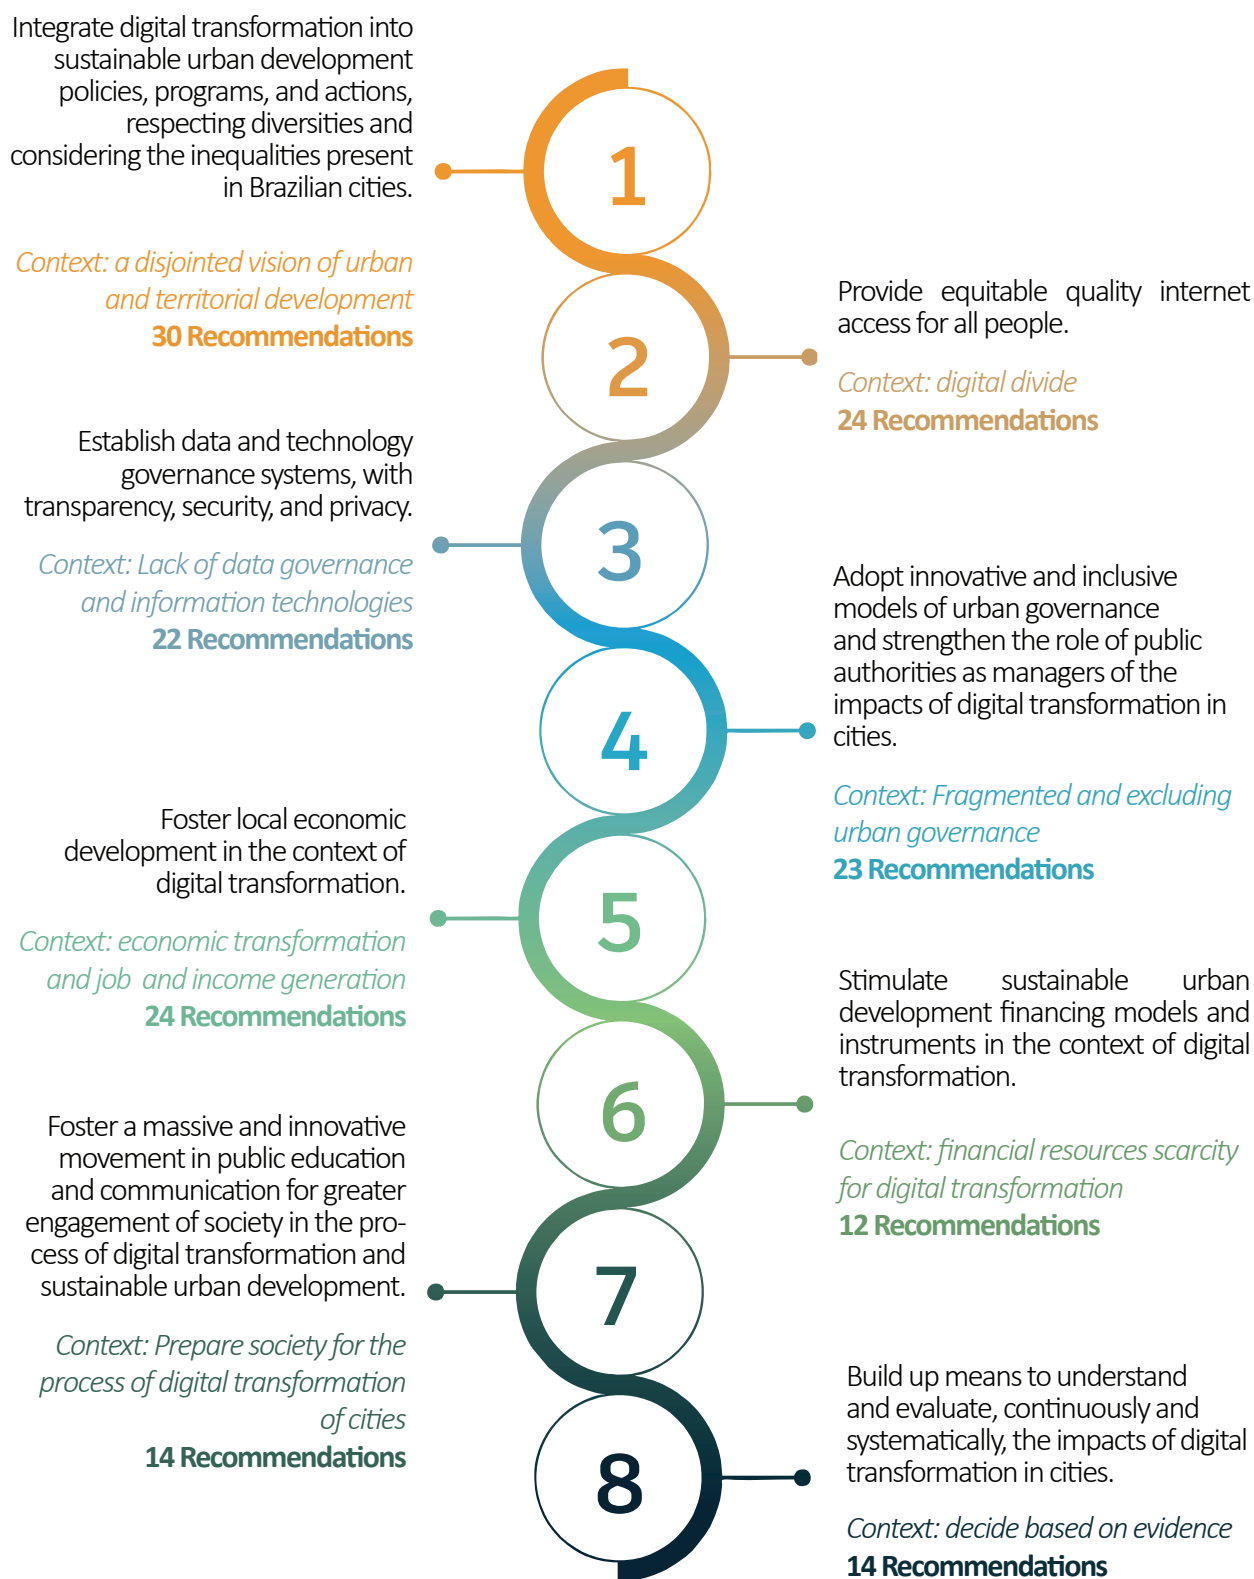 Integrate digital transformation into
sustainable urban development
policies, programs, and actions,
respecting diversities and
considering the inequalities present
in Brazilian cities.
Context: a disjointed vision of urban
and territorial development
30 Recommendations
1
Provide equitable quality internet
access for all people.
Context: digital divide
24 Recommendations
2
Establish data and technology
governance systems, with
transparency, security, and privacy.
Context: Lack of data governance
and information technologies
22 Recommendations
3
Adopt innovative and inclusive
models of urban governance
and strengthen the role of public
authorities as managers of the
impacts of digital transformation in
cities.
Context: Fragmented and excluding
urban governance
23 Recommendations
4
Foster local economic
development in the context of
digital transformation.
Context: economic transformation
and job and income generation
24 Recommendations
5
Stimulate sustainable urban
development financing models and
instruments in the context of digital
transformation.
Context: financial resources scarcity
for digital transformation
12 Recommendations
6
Foster a massive and innovative
movement in public education
and communication for greater
engagement of society in the pro-
cess of digital transformation and
sustainable urban development.
Context: Prepare society for the
process of digital transformation
of cities
14 Recommendations
7
Build up means to understand
and evaluate, continuously and
systematically, the impacts of digital
transformation in cities.
Context: decide based on evidence
14 Recommendations
8